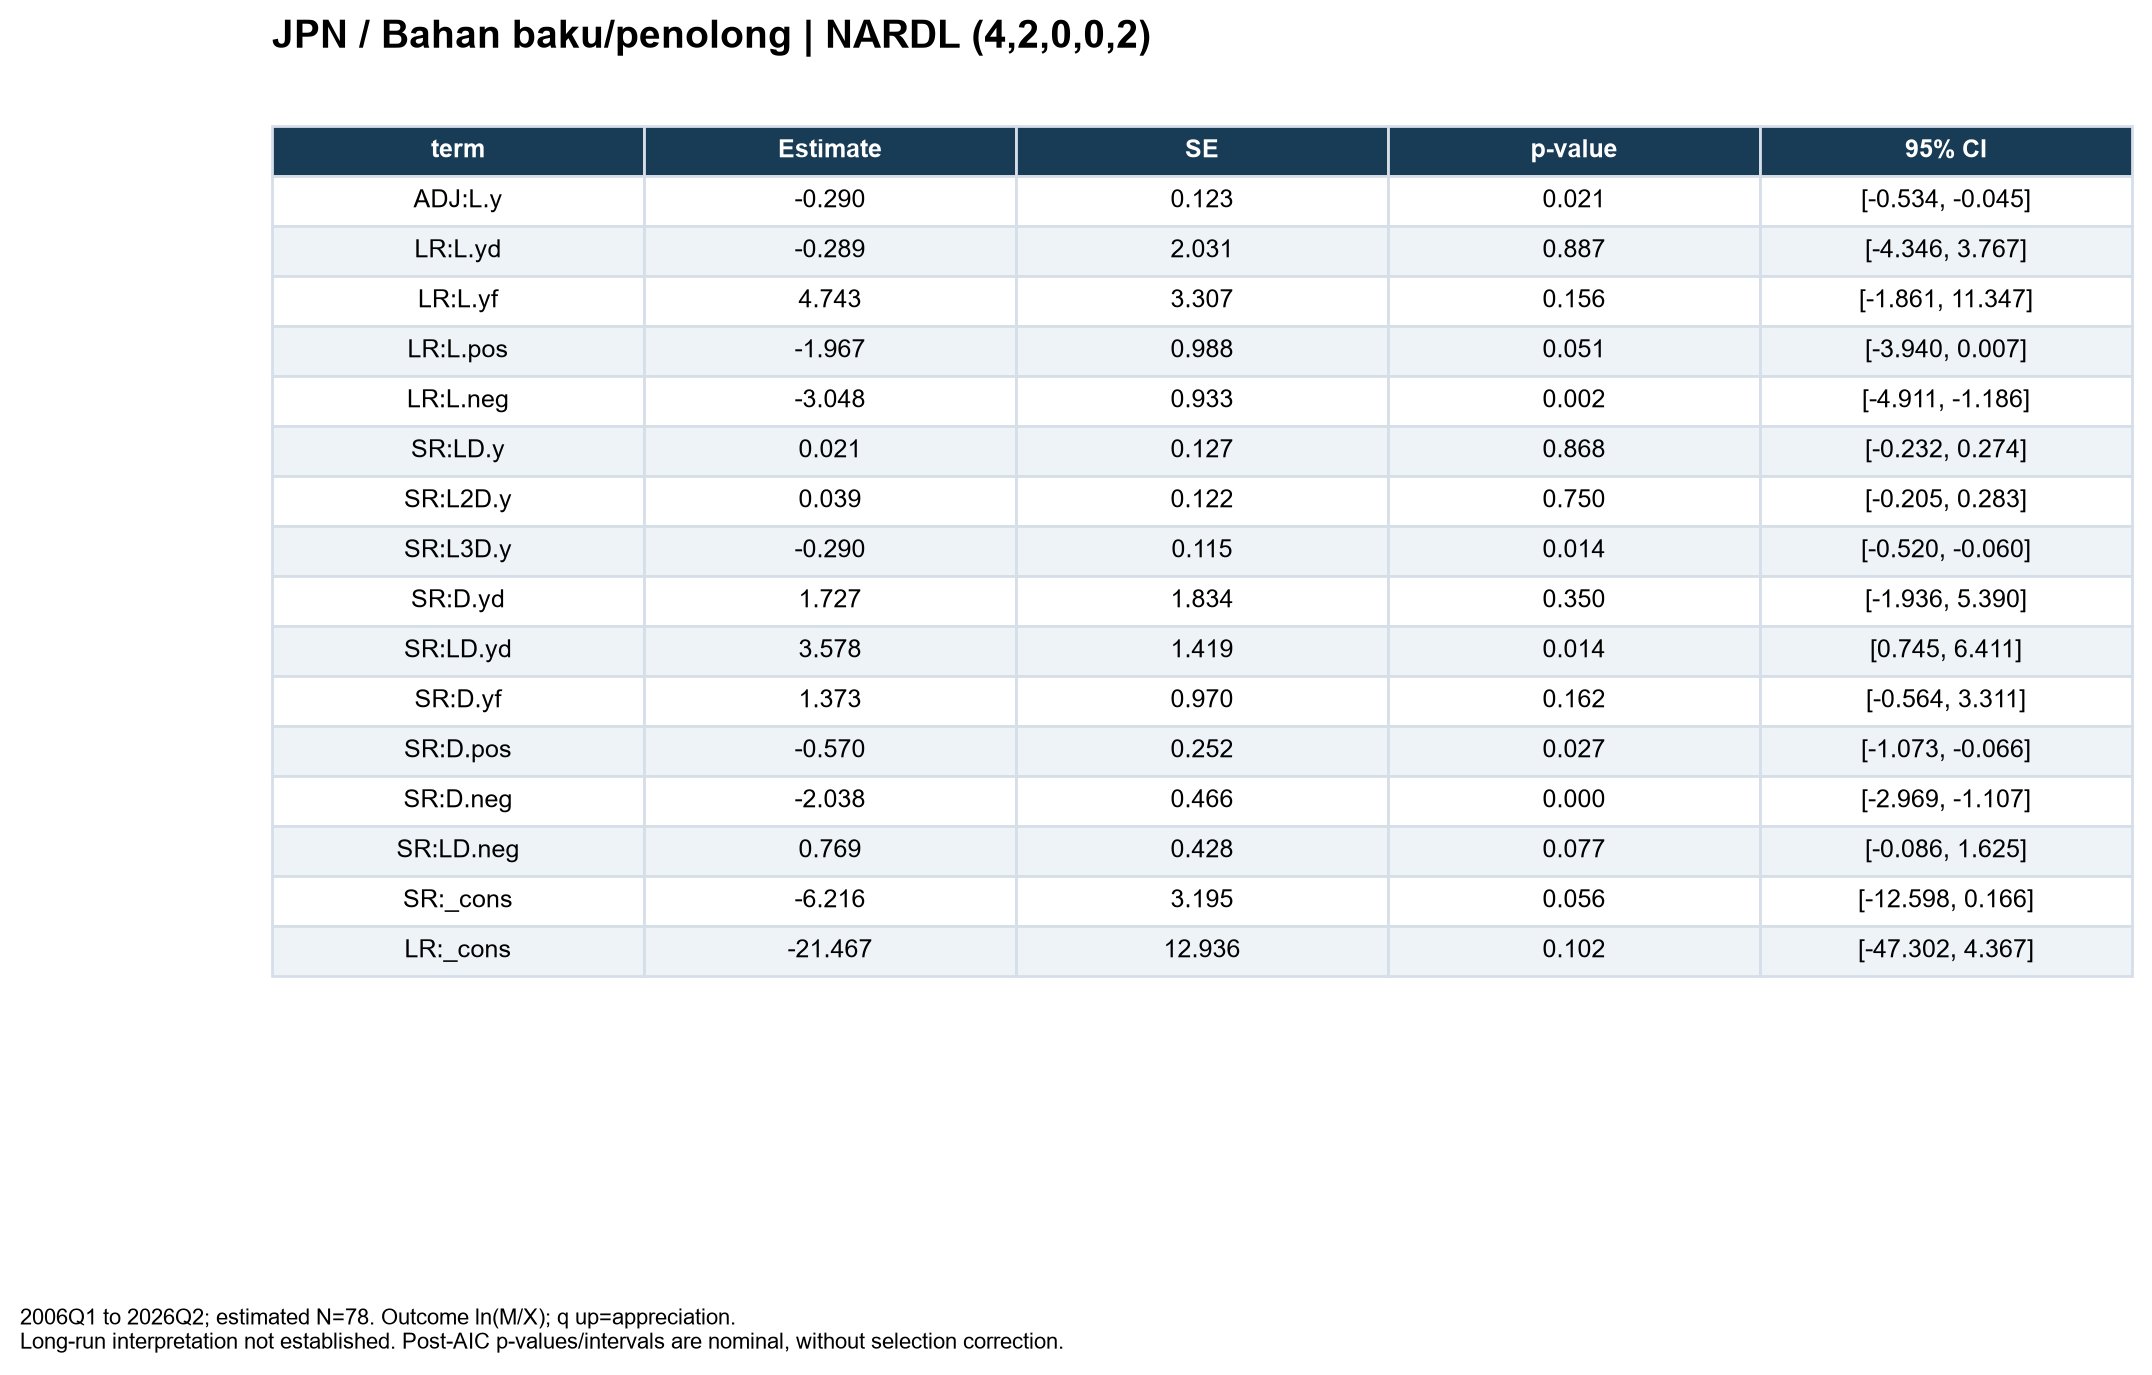 JPN / Bahan baku/penolong | NARDL (4,2,0,0,2)
term Estimate SE p-value 95% CI
ADJ:L.y -0.290 0.123 0.021 [-0.534, -0.045]
LR:L.yd -0.289 2.031 0.887 [-4.346, 3.767]
LR:L.yf 4.743 3.307 0.156 [-1.861, 11.347]
LR:L.pos -1.967 0.988 0.051 [-3.940, 0.007]
LR:L.neg -3.048 0.933 0.002 [-4.911, -1.186]
SR:LD.y 0.021 0.127 0.868 [-0.232, 0.274]
SR:L2D.y 0.039 0.122 0.750 [-0.205, 0.283]
SR:L3D.y -0.290 0.115 0.014 [-0.520, -0.060]
SR:D.yd 1.727 1.834 0.350 [-1.936, 5.390]
SR:LD.yd 3.578 1.419 0.014 [0.745, 6.411]
SR:D.yf 1.373 0.970 0.162 [-0.564, 3.311]
SR:D.pos -0.570 0.252 0.027 [-1.073, -0.066]
SR:D.neg -2.038 0.466 0.000 [-2.969, -1.107]
SR:LD.neg 0.769 0.428 0.077 [-0.086, 1.625]
SR:_cons -6.216 3.195 0.056 [-12.598, 0.166]
LR:_cons -21.467 12.936 0.102 [-47.302, 4.367]
2006Q1 to 2026Q2; estimated N=78. Outcome ln(M/X); q up=appreciation.
Long-run interpretation not established. Post-AIC p-values/intervals are nominal, without selection correction.